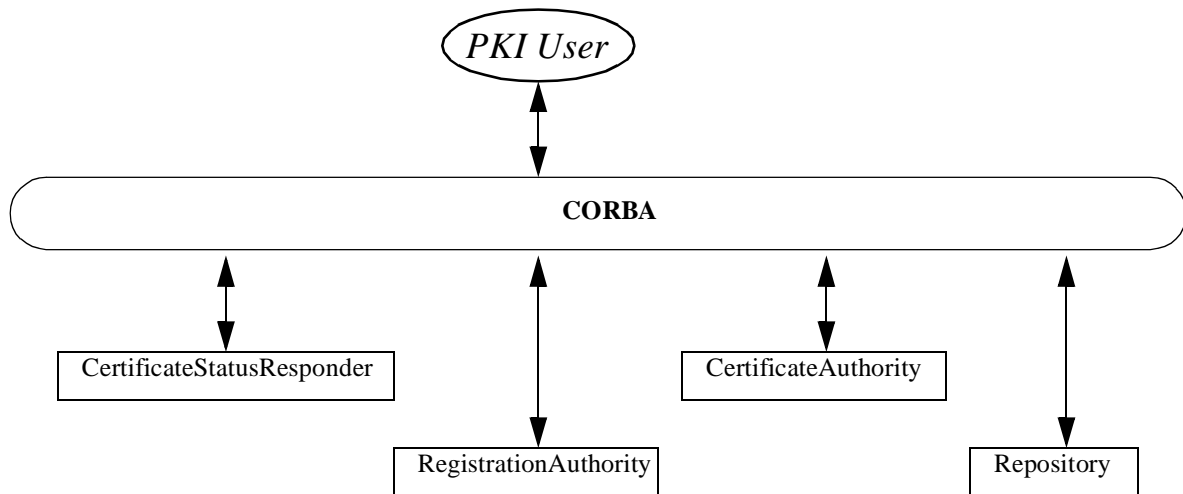 PKI User
CORBA
CertificateStatusResponder
CertificateAuthority
RegistrationAuthority
Repository